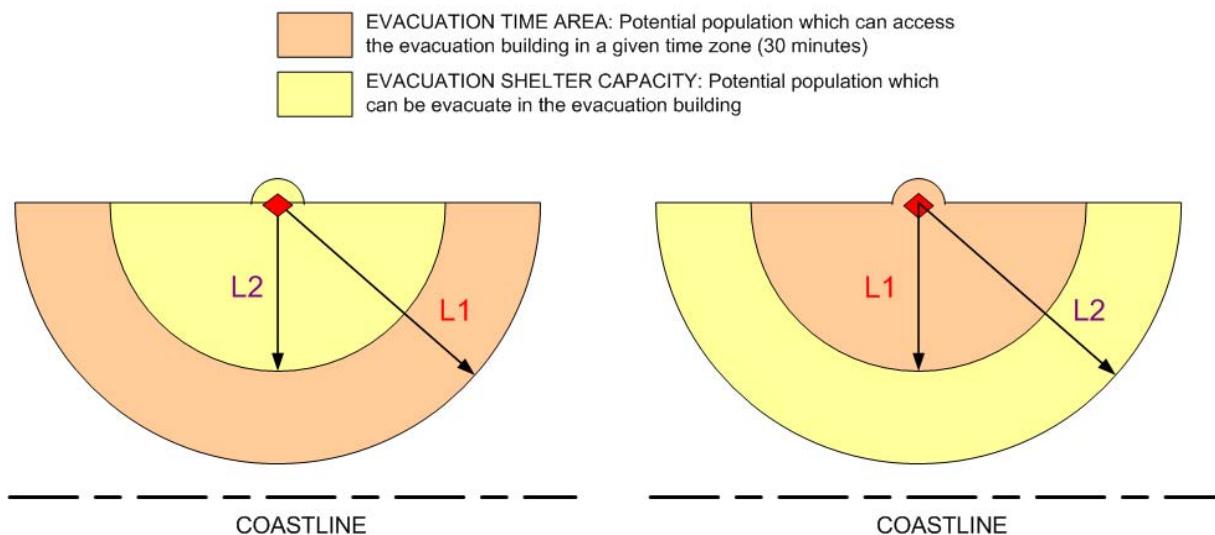 EVACUATION TIME AREA: Potential population which can access
the evacuation building in a given time zone (30 minutes)
EVACUATION SHELTER CAPACITY: Potential population which
can be evacuate in the evacuation building
L2
L1
L1
L2
COASTLINE
COASTLINE